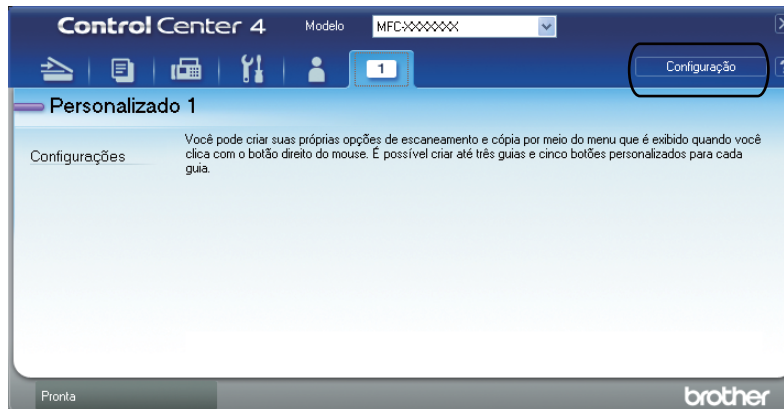 Control Center 4 Modelo MFC-XXXXXX X
1 Configuração ?
Personalizado 1
Configurações
Você pode criar suas próprias opções de escaneamento e cópia por meio do menu que é exibido quando você
clica com o botão direito do mouse. É possível criar até três guias e cinco botões personalizados para cada
guia.
Pronta brother